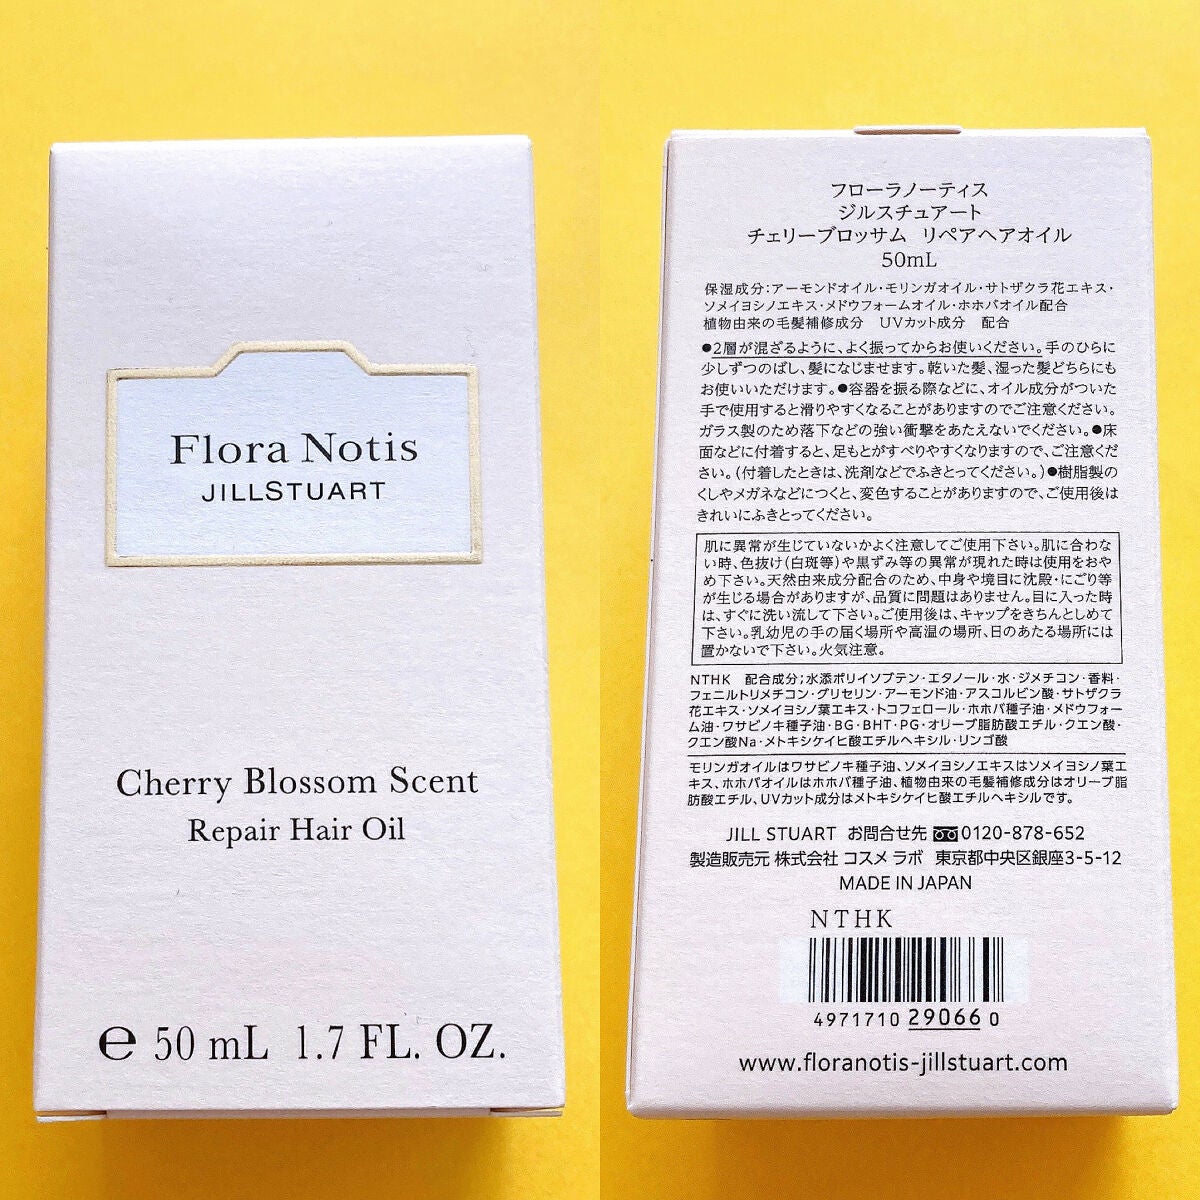 Flora Notis
JILLSTUART
Cherry Blossom Scent
Repair Hair Oil
℮ 50 mL 1.7 FL. OZ.
フローラノーティス
ジルスチュアート
チェリーブロッサム リペアヘアオイル
50mL
保湿成分:アーモンドオイル・モリンガオイル・サトザクラ花エキス・
ソメイヨシノエキス・メドウフォームオイル・ホホバオイル配合
植物由来の毛髪補修成分 UVカット成分 配合
●2層が混ざるように、よく振ってからお使いください。手のひらに
少しずつのばし、髪になじませます。乾いた髪、湿った髪どちらにも
お使いいただけます。●容器を振る際などに、オイル成分がついた
手で使用すると滑りやすくなることがありますのでご注意ください。
ガラス製のため落下などの強い衝撃をあたえないでください。●床
面などに付着すると、足もとがすべりやすくなりますので、ご注意くだ
さい。(付着したときは、洗剤などでふきとってください。)●樹脂製の
くしやメガネなどにつくと、変色することがありますので、ご使用後は
きれいにふきとってください。
肌に異常が生じていないかよく注意してご使用下さい。肌に合わな
い時、色抜け(白斑等)や黒ずみ等の異常が現れた時は使用をおや
め下さい。天然由来成分配合のため、中身や境目に沈殿・にごり等
が生じる場合がありますが、品質に問題はありません。目に入った時
は、すぐに洗い流して下さい。ご使用後は、キャップをきちんとしめて
下さい。乳幼児の手の届く場所や高温の場所、日のあたる場所には
置かないで下さい。火気注意。
NTHK 配合成分;水添ポリイソブテン・エタノール・水・ジメチコン・香料・
フェニルトリメチコン・グリセリン・アーモンド油・アスコルビン酸・サトザクラ
花エキス・ソメイヨシノ葉エキス・トコフェロール・ホホバ種子油・メドウフォー
ム油・ワサビノキ種子油・BG・BHT・PG・オリーブ脂肪酸エチル・クエン酸・
クエン酸Na・メトキシケイヒ酸エチルヘキシル・リンゴ酸
モリンガオイルはワサビノキ種子油、ソメイヨシノエキスはソメイヨシノ葉エ
キス、ホホバオイルはホホバ種子油、植物由来の毛髪補修成分はオリーブ脂
肪酸エチル、UVカット成分はメトキシケイヒ酸エチルヘキシルです。
JILL STUART お問合せ先 0120-878-652
製造販売元 株式会社 コスメ ラボ 東京都中央区銀座3-5-12
MADE IN JAPAN
NTHK
4971710 29066 0
www.floranotis-jillstuart.com